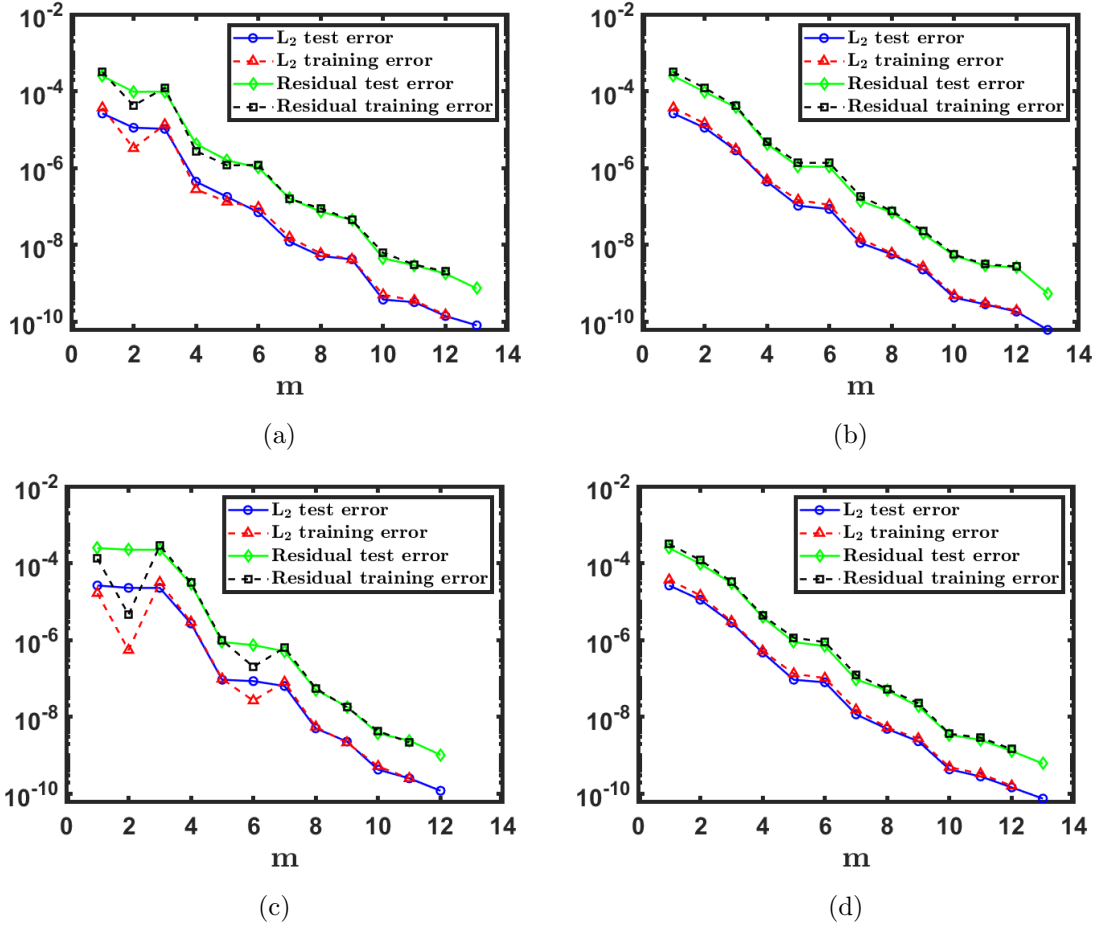 10^-2
10^-4
10^-6
10^-8
10^-10
0 2 4 6 8 10 12 14
m
L₂ test error
L₂ training error
Residual test error
Residual training error
(a)
10^-2
10^-4
10^-6
10^-8
10^-10
0 2 4 6 8 10 12 14
m
L₂ test error
L₂ training error
Residual test error
Residual training error
(b)
10^-2
10^-4
10^-6
10^-8
10^-10
0 2 4 6 8 10 12 14
m
L₂ test error
L₂ training error
Residual test error
Residual training error
(c)
10^-2
10^-4
10^-6
10^-8
10^-10
0 2 4 6 8 10 12 14
m
L₂ test error
L₂ training error
Residual test error
Residual training error
(d)